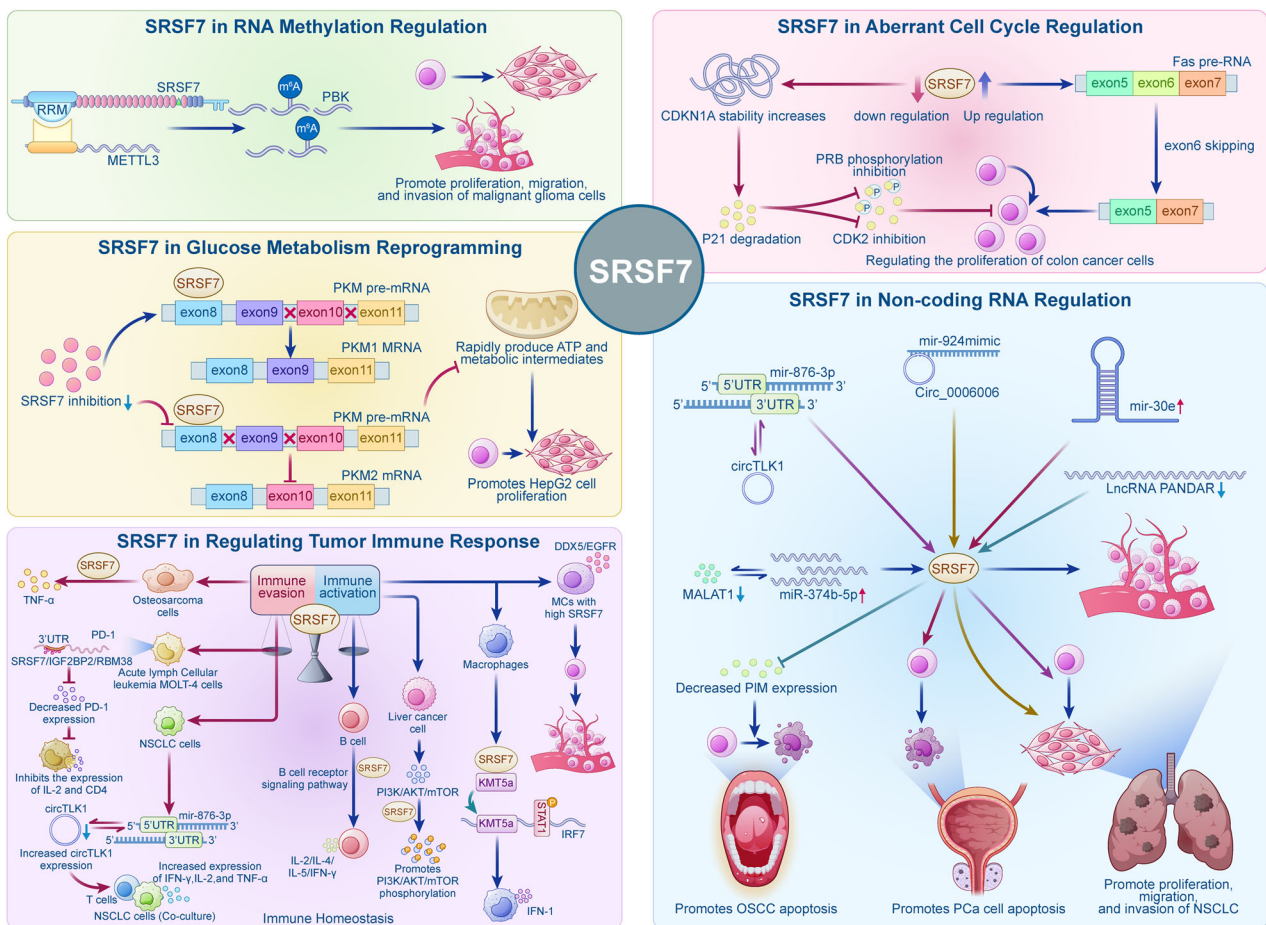 SRSF7 in RNA Methylation Regulation
SRSF7
RRM
METTL3
m⁶A
PBK
m⁶A
Promote proliferation, migration,
and invasion of malignant glioma cells
SRSF7 in Aberrant Cell Cycle Regulation
Fas pre-RNA
SRSF7
exon5
exon6
exon7
CDKN1A stability increases
down regulation
Up regulation
exon6 skipping
PRB phosphorylation
inhibition
P
P
P
exon5
exon7
P21 degradation
CDK2 inhibition
Regulating the proliferation of colon cancer cells
SRSF7
SRSF7 in Glucose Metabolism Reprogramming
SRSF7
PKM pre-mRNA
exon8
exon9
exon10
exon11
PKM1 MRNA
exon8
exon9
exon11
SRSF7 inhibition
SRSF7
PKM pre-mRNA
exon8
exon9
exon10
exon11
PKM2 mRNA
exon8
exon10
exon11
Rapidly produce ATP and
metabolic intermediates
Promotes HepG2 cell
proliferation
SRSF7 in Non-coding RNA Regulation
mir-924mimic
Circ_0006006
mir-876-3p
5'
5'UTR
3'
5'
3'UTR
3'
circTLK1
mir-30e
LncRNA PANDAR
SRSF7
MALAT1
miR-374b-5p
Decreased PIM expression
Promotes OSCC apoptosis
Promotes PCa cell apoptosis
Promote proliferation,
migration,
and invasion of NSCLC
SRSF7 in Regulating Tumor Immune Response
DDX5/EGFR
SRSF7
TNF-α
Osteosarcoma
cells
Immune
evasion
Immune
activation
SRSF7
MCs with
high SRSF7
3'UTR
PD-1
SRSF7/IGF2BP2/RBM38
Acute lymph Cellular
leukemia MOLT-4 cells
Macrophages
Decreased PD-1
expression
NSCLC cells
B cell
Liver cancer
cell
Inhibits the expression
of IL-2 and CD4
B cell receptor
signaling pathway
SRSF7
PI3K/AKT/mTOR
SRSF7
SRSF7
KMT5a
KMT5a
STAT1
P
IRF7
circTLK1
mir-876-3p
5'UTR
3'
5'
3'UTR
3'
Increased circTLK1
expression
IL-2/IL-4/
IL-5/IFN-γ
Promotes
PI3K/AKT/mTOR
phosphorylation
Increased expression
of IFN-γ,IL-2,and TNF-α
T cells
NSCLC cells (Co-culture)
IFN-1
Immune Homeostasis